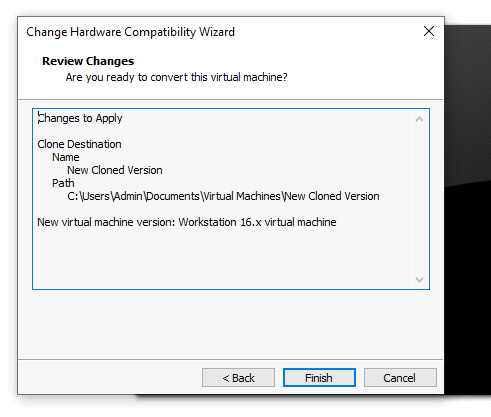 Change Hardware Compatibility Wizard
Review Changes
Are you ready to convert this virtual machine?
Changes to Apply
Clone Destination
Name
New Cloned Version
Path
C:\Users\Admin\Documents\Virtual Machines\New Cloned Version
New virtual machine version: Workstation 16.x virtual machine
< Back
Finish
Cancel